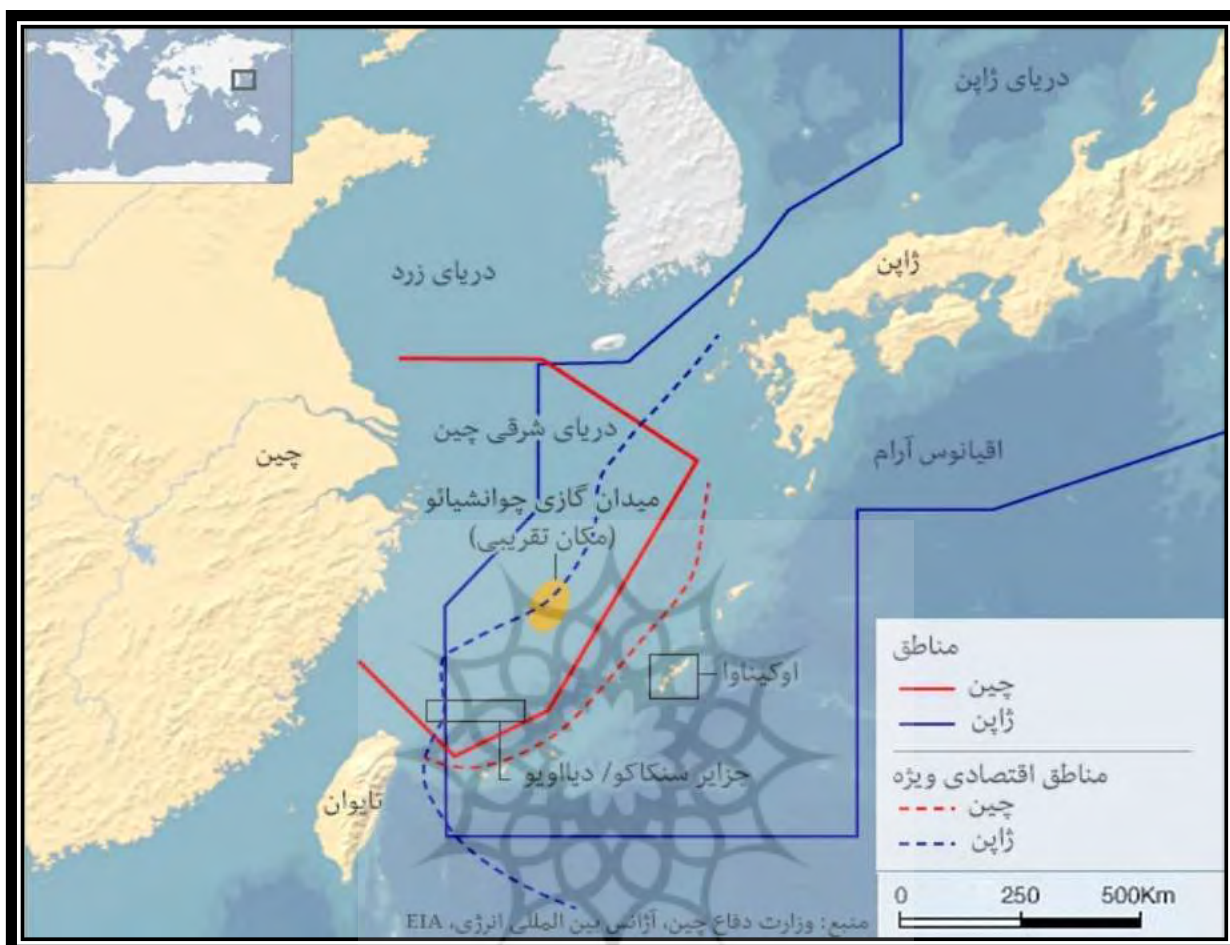 دریای ژاپن
دریای زرد
ژاپن
دریای شرقی چین
اقیانوس آرام
چین
میدان گازی چوانشیائو
(مکان تقریبی)
اوکیناوا
جزایر سنکاکو/ دیااویو
تایوان
مناطق
چین
ژاپن
مناطق اقتصادی ویژه
چین
ژاپن
0 250 500Km
منبع: وزارت دفاع چین، آژانس بین المللی انرژی، EIA